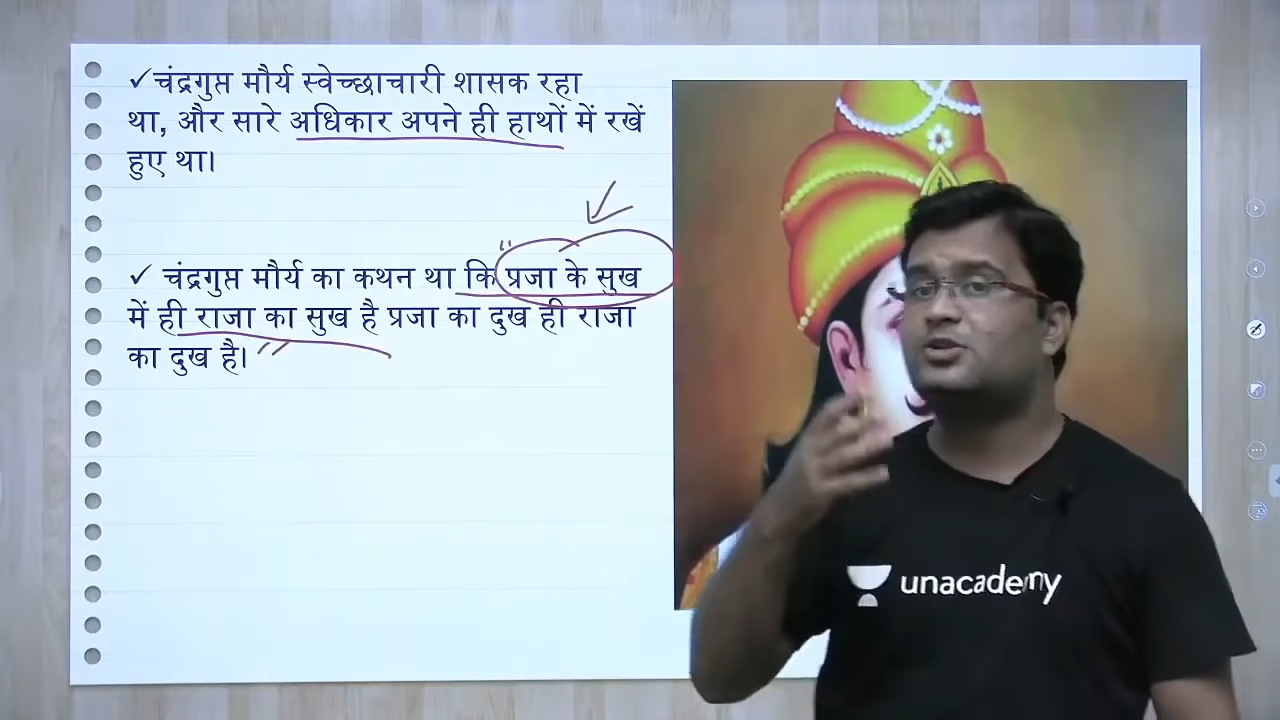 ✓चंद्रगुप्त मौर्य स्वेच्छाचारी शासक रहा
था, और सारे अधिकार अपने ही हाथों में रखें
हुए था।
✓ चंद्रगुप्त मौर्य का कथन था कि प्रजा के सुख
में ही राजा का सुख है प्रजा का दुख ही राजा
का दुख है।
unacademy